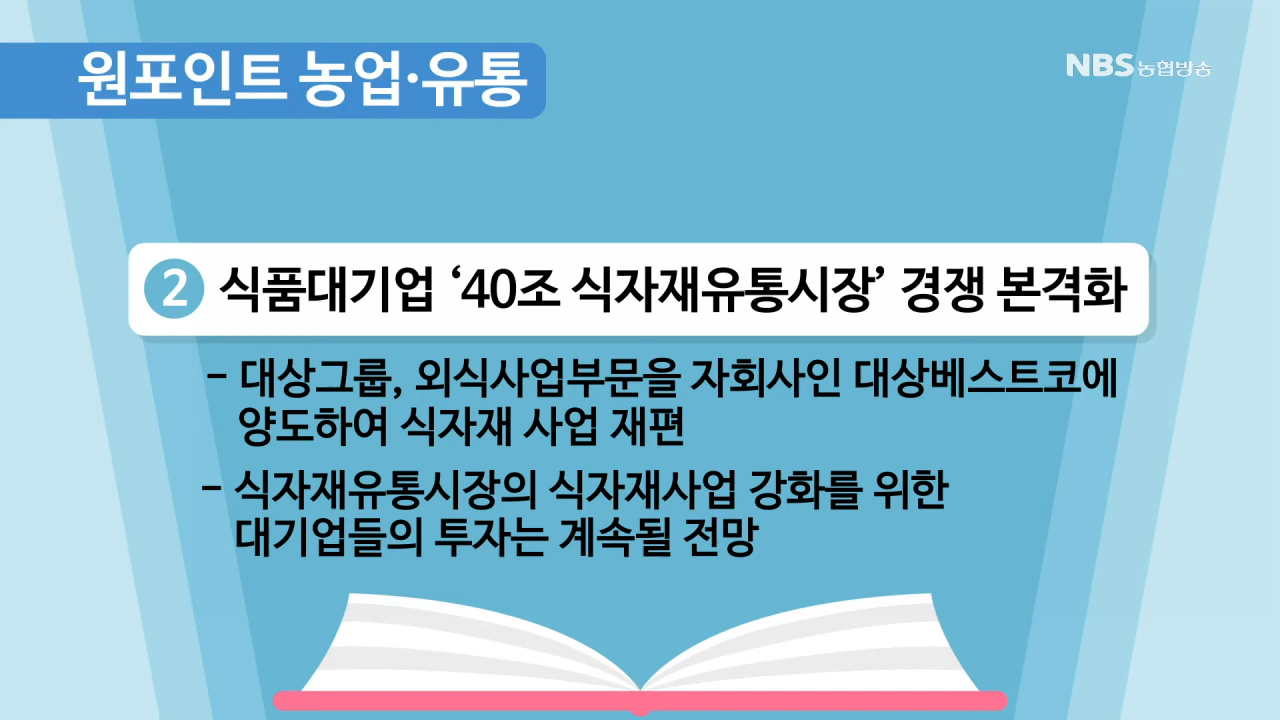 원포인트 농업·유통
NBS 농협방송
2 식품대기업 ‘40조 식자재유통시장’ 경쟁 본격화
- 대상그룹, 외식사업부문을 자회사인 대상베스트코에
양도하여 식자재 사업 재편
- 식자재유통시장의 식자재사업 강화를 위한
대기업들의 투자는 계속될 전망